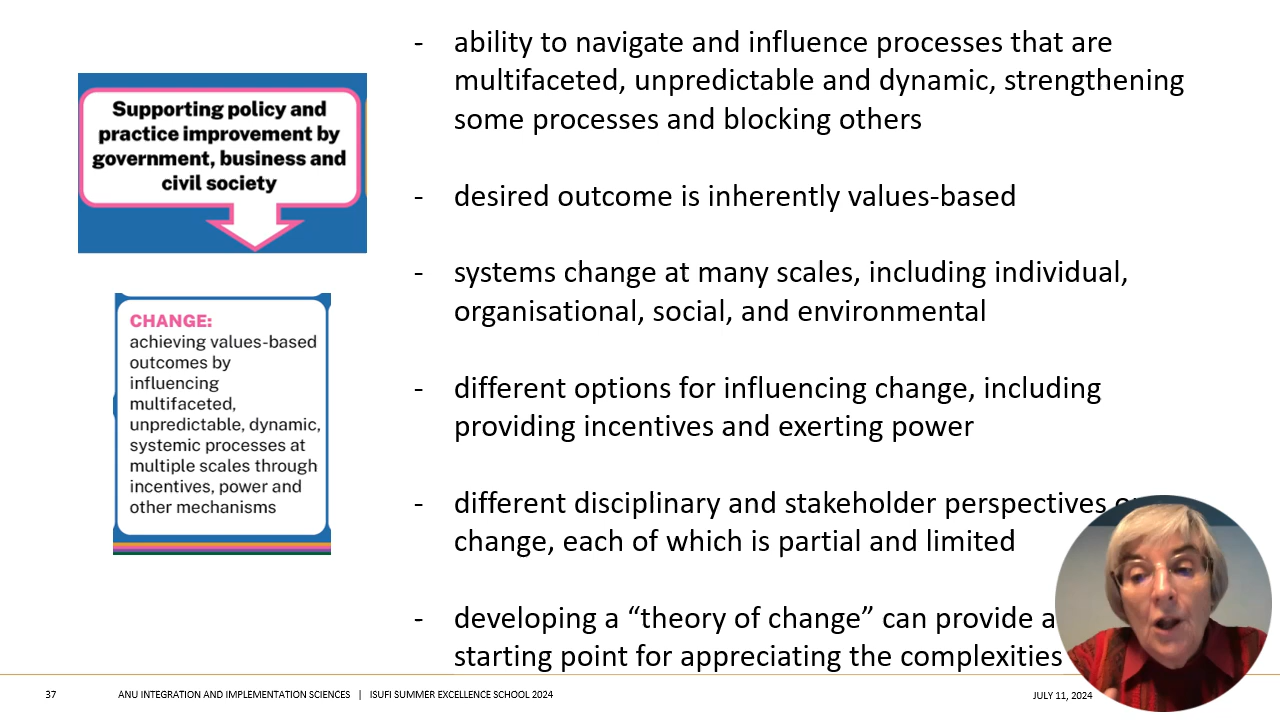 Supporting policy and
practice improvement by
government, business and
civil society
CHANGE:
achieving values-based
outcomes by
influencing
multifaceted,
unpredictable, dynamic,
systemic processes at
multiple scales through
incentives, power and
other mechanisms
- ability to navigate and influence processes that are
multifaceted, unpredictable and dynamic, strengthening
some processes and blocking others
- desired outcome is inherently values-based
- systems change at many scales, including individual,
organisational, social, and environmental
- different options for influencing change, including
providing incentives and exerting power
- different disciplinary and stakeholder perspectives
change, each of which is partial and limited
- developing a “theory of change” can provide a
starting point for appreciating the complexities
37
ANU INTEGRATION AND IMPLEMENTATION SCIENCES | ISUFI SUMMER EXCELLENCE SCHOOL 2024
JULY 11, 2024